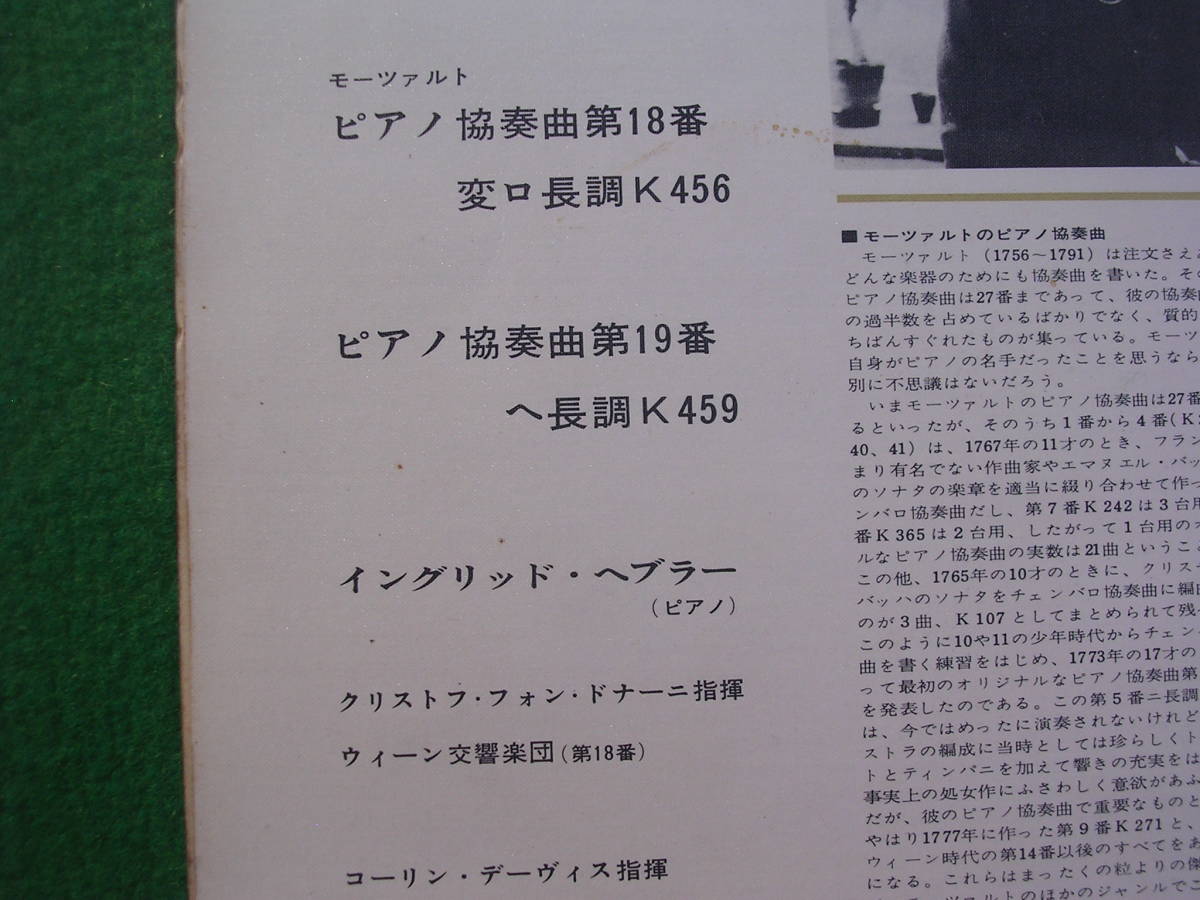 モーツァルト
ピアノ協奏曲第18番
変ロ長調K456
ピアノ協奏曲第19番
ヘ長調K459
イングリッド・ヘブラー
(ピアノ)
クリストフ・フォン・ドナーニ指揮
ウィーン交響楽団(第18番)
コーリン・デーヴィス指揮
■モーツァルトのピアノ協奏曲
モーツァルト(1756～1791)は注文さえあ
どんな楽器のためにも協奏曲を書いた。その
ピアノ協奏曲は27番まであって、彼の協奏曲
の過半数を占めているばかりでなく、質的
ちばんすぐれたものが集っている。モーツ
自身がピアノの名手だったことを思うなら
別に不思議はないだろう。
いまモーツァルトのピアノ協奏曲は27番
るといったが、そのうち1番から4番(K
40、41)は、1767年の11才のとき、フラン
まり有名でない作曲家やエマヌエル・バッ
のソナタの楽章を適当に綴り合わせて作っ
ンバロ協奏曲だし、第7番K242は3台用
番K365は2台用、したがって1台用のオ
ルなピアノ協奏曲の実数は21曲というこ
この他、1765年の10才のときに、クリス
バッハのソナタをチェンバロ協奏曲に編曲
のが3曲、K107としてまとめられて残
このように10や11の少年時代からチェン
曲を書く練習をはじめ、1773年の17才の
って最初のオリジナルなピアノ協奏曲第
を発表したのである。この第5番ニ長調
は、今ではめったに演奏されないけれど
ストラの編成に当時としては珍らしくト
トとティンパニを加えて響きの充実をは
事実上の処女作にふさわしく意欲があふ
だが、彼のピアノ協奏曲で重要なものと
やはり1777年に作った第9番K271と、
ウィーン時代の第14番以後のすべてをあ
になる。これらはまったくの粒よりの傑
ーツァルトのほかのジャンルでこ